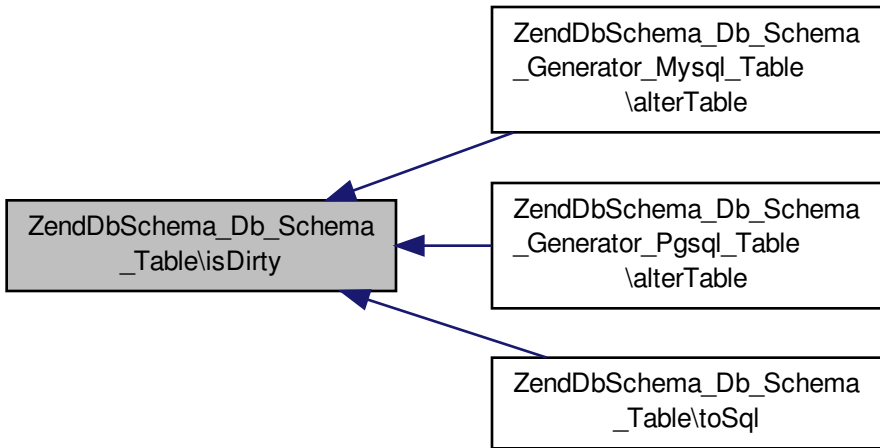 ZendDbSchema_Db_Schema
_Generator_Mysql_Table
\alterTable
ZendDbSchema_Db_Schema
_Table\isDirty
ZendDbSchema_Db_Schema
_Generator_Pgsql_Table
\alterTable
ZendDbSchema_Db_Schema
_Table\toSql